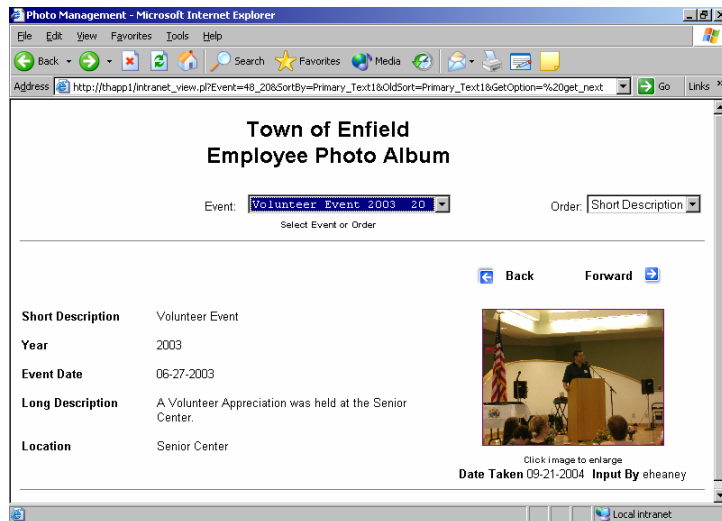 Photo Management - Microsoft Internet Explorer
File Edit View Favorites Tools Help
Back Search Favorites Media
Address http://thapp1/intranet_view.pl?Event=48_20&SortBy=Primary_Text1&OldSort=Primary_Text1&GetOption=%20get_next Go Links »
Town of Enfield
Employee Photo Album
Event: Volunteer Event 2003 20 Order: Short Description
Select Event or Order
Back Forward
Short Description Volunteer Event
Year 2003
Event Date 06-27-2003
Long Description A Volunteer Appreciation was held at the Senior
Center.
Location Senior Center
Click image to enlarge
Date Taken 09-21-2004 Input By eheaney
Local intranet